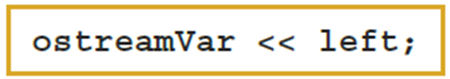 ostreamVar << left;